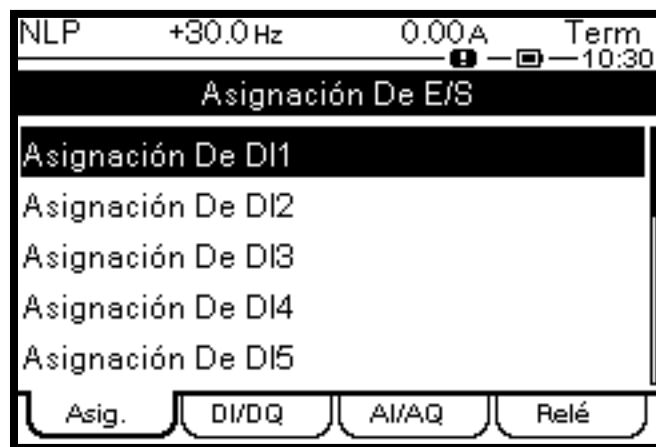 NLP +30.0 Hz 0.00 A Term
10:30
Asignación De E/S
Asignación De DI1
Asignación De DI2
Asignación De DI3
Asignación De DI4
Asignación De DI5
Asig. DI/DQ AI/AQ Relé